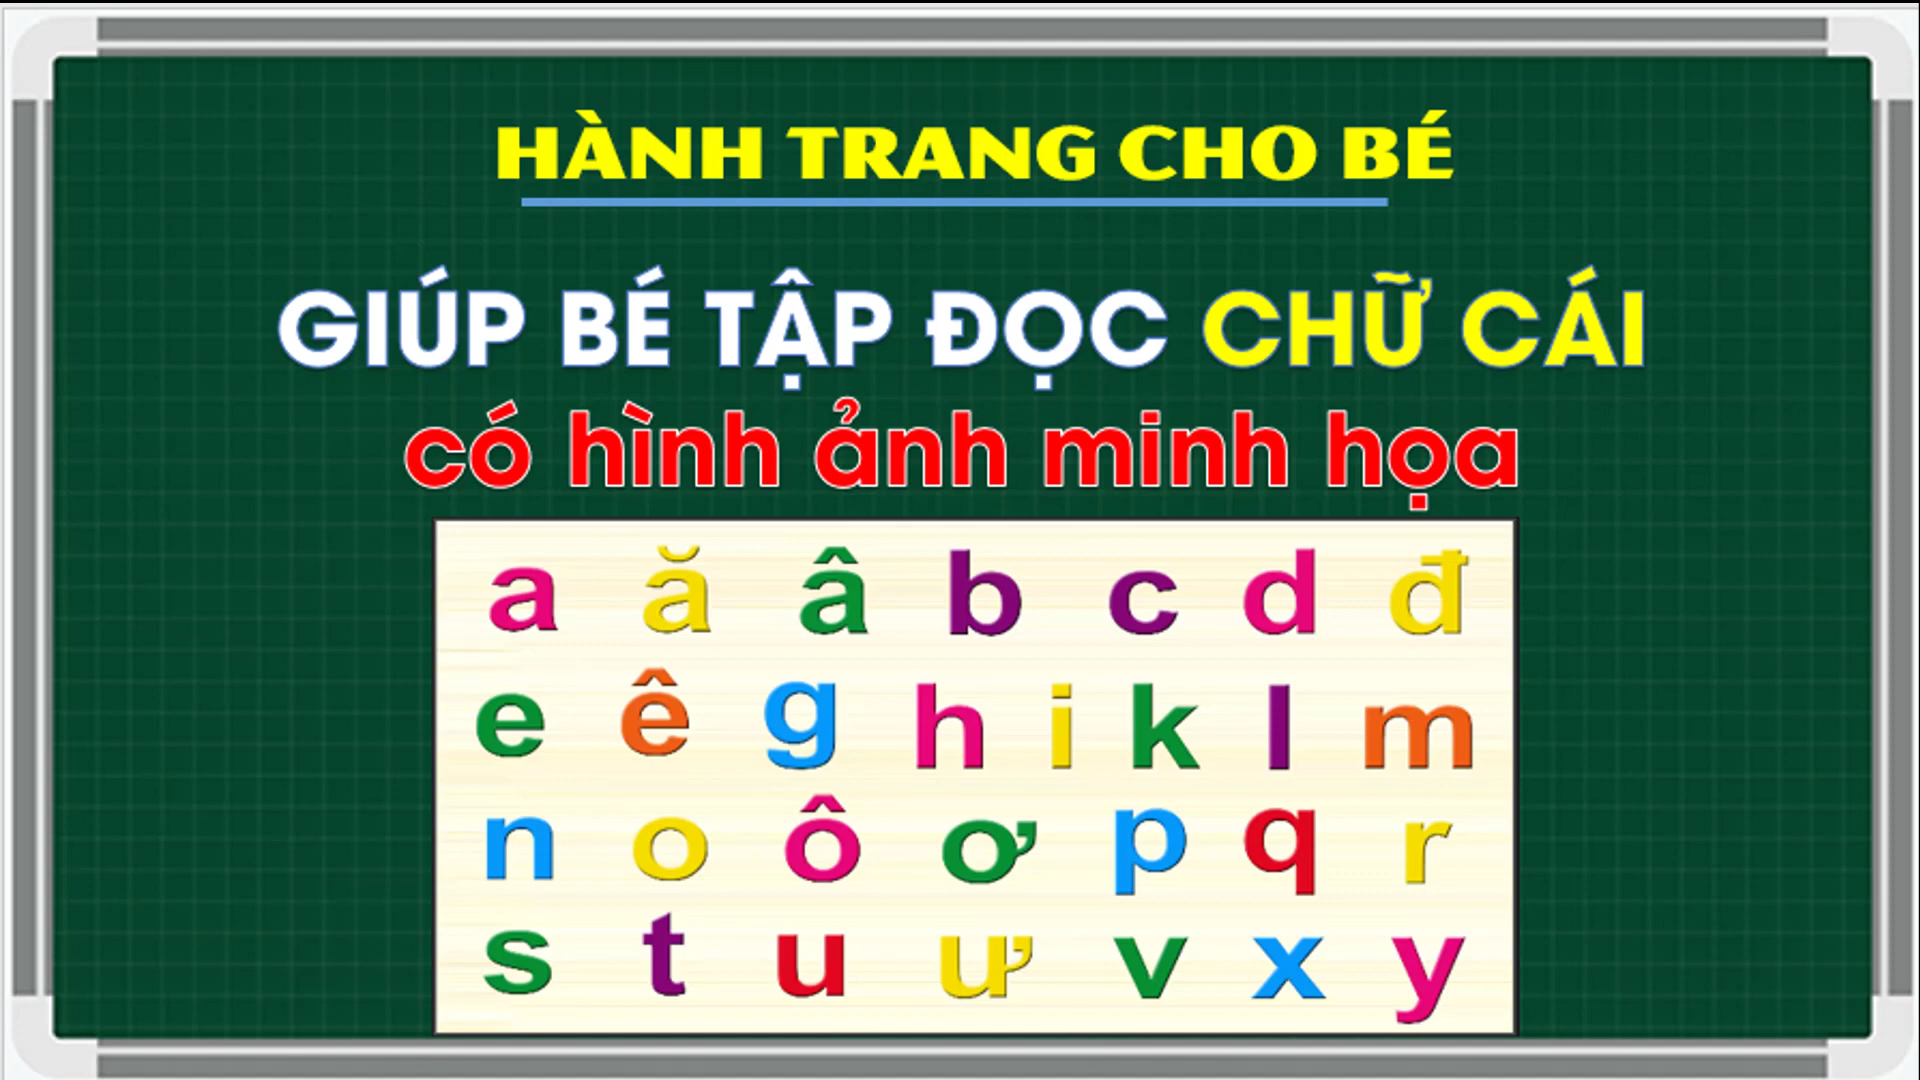 HÀNH TRANG CHO BÉ
GIÚP BÉ TẬP ĐỌC CHỮ CÁI
có hình ảnh minh họa
a ă â b c d đ
e ê g h i k l m
n o ô ơ p q r
s t u ư v x y